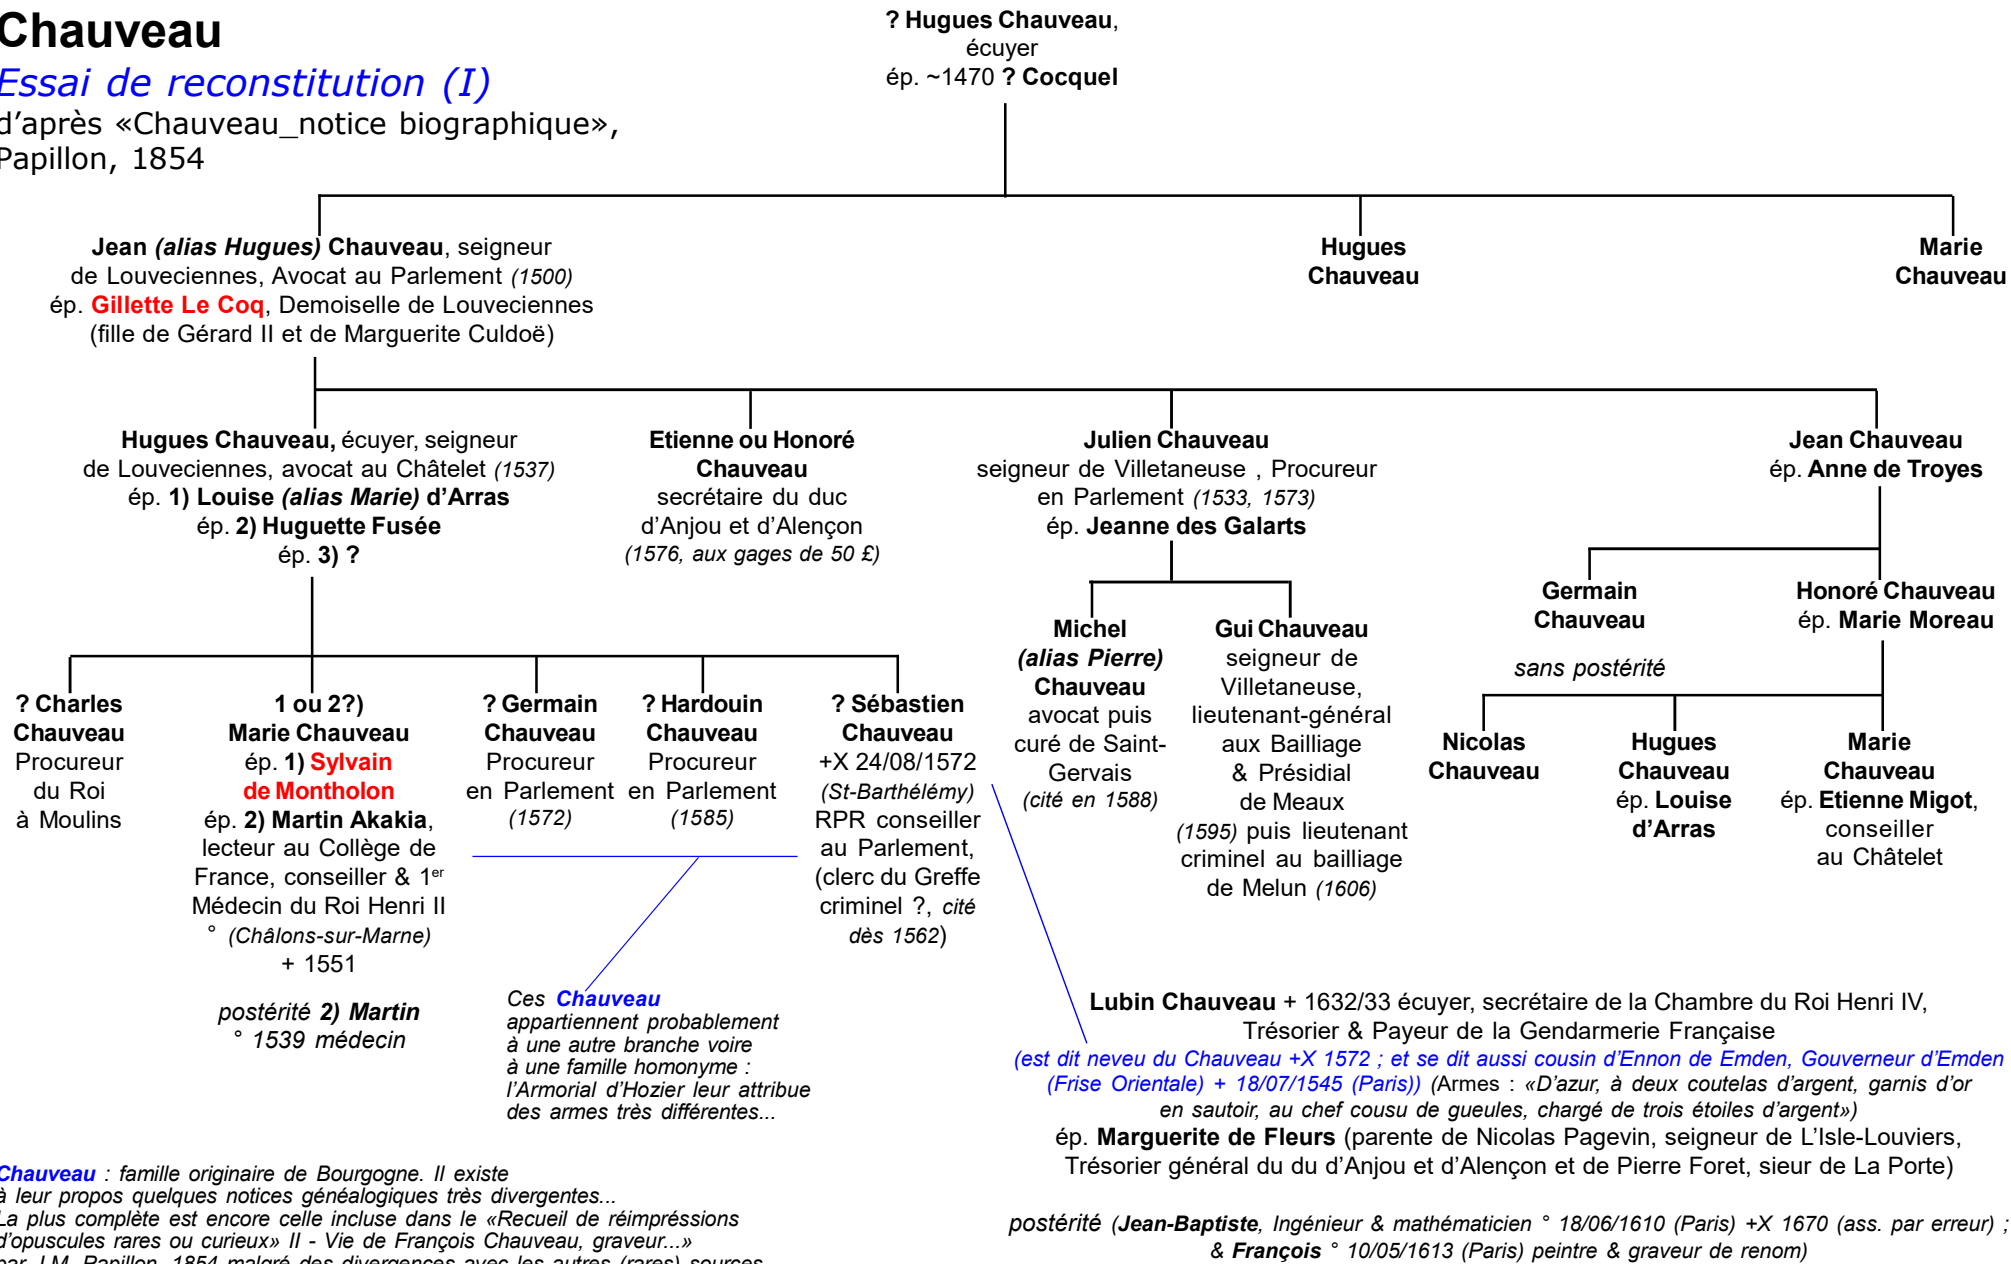 Chauveau
Essai de reconstitution (I)
d’après «Chauveau_notice biographique»,
Papillon, 1854
? Hugues Chauveau,
écuyer
ép. ~1470 ? Cocquel
Jean (alias Hugues) Chauveau, seigneur
de Louveciennes, Avocat au Parlement (1500)
ép. Gillette Le Coq, Demoiselle de Louveciennes
(fille de Gérard II et de Marguerite Culdoë)
Hugues
Chauveau
Marie
Chauveau
Hugues Chauveau, écuyer, seigneur
de Louveciennes, avocat au Châtelet (1537)
ép. 1) Louise (alias Marie) d’Arras
ép. 2) Huguette Fusée
ép. 3) ?
Etienne ou Honoré
Chauveau
secrétaire du duc
d’Anjou et d’Alençon
(1576, aux gages de 50 £)
Julien Chauveau
seigneur de Villetaneuse , Procureur
en Parlement (1533, 1573)
ép. Jeanne des Galarts
Jean Chauveau
ép. Anne de Troyes
Germain
Chauveau
sans postérité
Honoré Chauveau
ép. Marie Moreau
Michel
(alias Pierre)
Chauveau
avocat puis
curé de Saint-
Gervais
(cité en 1588)
Gui Chauveau
seigneur de
Villetaneuse,
lieutenant-général
aux Bailliage
& Présidial
de Meaux
(1595) puis lieutenant
criminel au bailliage
de Melun (1606)
? Charles
Chauveau
Procureur
du Roi
à Moulins
1 ou 2?)
Marie Chauveau
ép. 1) Sylvain
de Montholon
ép. 2) Martin Akakia,
lecteur au Collège de
France, conseiller & 1er
Médecin du Roi Henri II
° (Châlons-sur-Marne)
+ 1551
postérité 2) Martin
° 1539 médecin
? Germain
Chauveau
Procureur
en Parlement
(1572)
? Hardouin
Chauveau
Procureur
en Parlement
(1585)
? Sébastien
Chauveau
+X 24/08/1572
(St-Barthélémy)
RPR conseiller
au Parlement,
(clerc du Greffe
criminel ?, cité
dès 1562)
Nicolas
Chauveau
Hugues
Chauveau
ép. Louise
d’Arras
Marie
Chauveau
ép. Etienne Migot,
conseiller
au Châtelet
Ces Chauveau
appartiennent probablement
à une autre branche voire
à une famille homonyme :
l’Armorial d’Hozier leur attribue
des armes très différentes...
Lubin Chauveau + 1632/33 écuyer, secrétaire de la Chambre du Roi Henri IV,
Trésorier & Payeur de la Gendarmerie Française
(est dit neveu du Chauveau +X 1572 ; et se dit aussi cousin d’Ennon de Emden, Gouverneur d’Emden
(Frise Orientale) + 18/07/1545 (Paris)) (Armes : «D’azur, à deux coutelas d’argent, garnis d’or
en sautoir, au chef cousu de gueules, chargé de trois étoiles d’argent»)
ép. Marguerite de Fleurs (parente de Nicolas Pagevin, seigneur de L’Isle-Louviers,
Trésorier général du du d’Anjou et d’Alençon et de Pierre Foret, sieur de La Porte)
postérité (Jean-Baptiste, Ingénieur & mathématicien ° 18/06/1610 (Paris) +X 1670 (ass. par erreur) ;
& François ° 10/05/1613 (Paris) peintre & graveur de renom)
Chauveau : famille originaire de Bourgogne. Il existe
à leur propos quelques notices généalogiques très divergentes...
La plus complète est encore celle incluse dans le «Recueil de réimpréssions
d’opuscules rares ou curieux» II - Vie de François Chauveau, graveur...»
par J.M. Papillon, 1854 malgré des divergences avec les autres (rares) sources